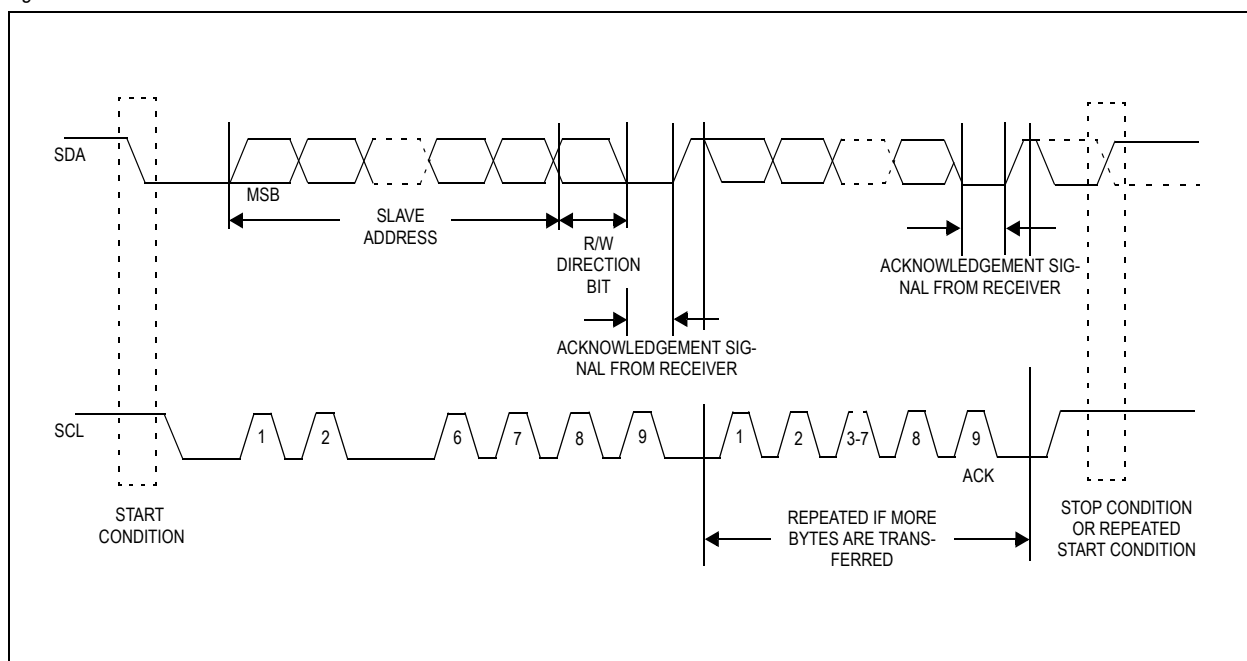 SDA
MSB
SLAVE
ADDRESS
R/W
DIRECTION
BIT
ACKNOWLEDGEMENT SIG-
NAL FROM RECEIVER
ACKNOWLEDGEMENT SIG-
NAL FROM RECEIVER
SCL
1
2
6
7
8
9
1
2
3-7
8
9
ACK
START
CONDITION
REPEATED IF MORE
BYTES ARE TRANS-
FERRED
STOP CONDITION
OR REPEATED
START CONDITION